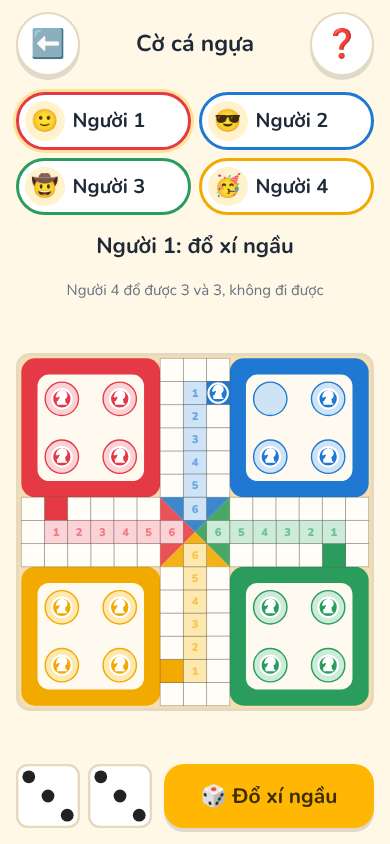 Cờ cá ngựa
Người 1
Người 2
Người 3
Người 4
Người 1: đổ xí ngầu
Người 4 đổ được 3 và 3, không đi được
1
2
3
4
5
6
1 2 3 4 5 6
6 5 4 3 2 1
6
5
4
3
2
1
Đổ xí ngầu